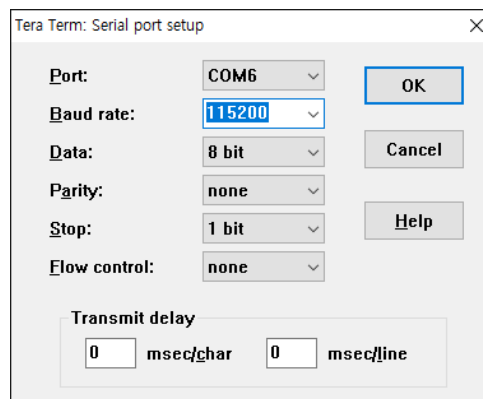 Tera Term: Serial port setup
Port: COM6
OK
Baud rate: 115200
Data: 8 bit
Cancel
Parity: none
Stop: 1 bit
Help
Flow control: none
Transmit delay
0 msec/char 0 msec/line